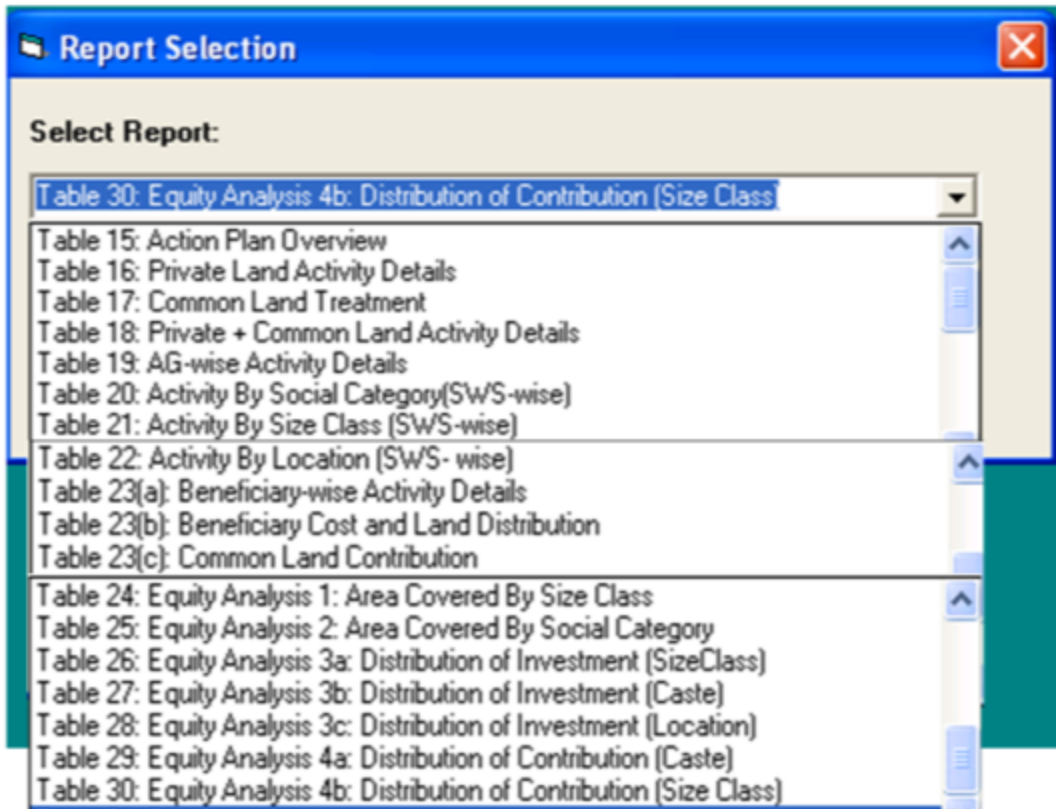 Report Selection
Select Report:
Table 30: Equity Analysis 4b: Distribution of Contribution (Size Class)
Table 15: Action Plan Overview
Table 16: Private Land Activity Details
Table 17: Common Land Treatment
Table 18: Private + Common Land Activity Details
Table 19: AG-wise Activity Details
Table 20: Activity By Social Category(SWS-wise)
Table 21: Activity By Size Class (SWS-wise)
Table 22: Activity By Location (SWS- wise)
Table 23(a): Beneficiary-wise Activity Details
Table 23(b): Beneficiary Cost and Land Distribution
Table 23(c): Common Land Contribution
Table 24: Equity Analysis 1: Area Covered By Size Class
Table 25: Equity Analysis 2: Area Covered By Social Category
Table 26: Equity Analysis 3a: Distribution of Investment (SizeClass)
Table 27: Equity Analysis 3b: Distribution of Investment (Caste)
Table 28: Equity Analysis 3c: Distribution of Investment (Location)
Table 29: Equity Analysis 4a: Distribution of Contribution (Caste)
Table 30: Equity Analysis 4b: Distribution of Contribution (Size Class)